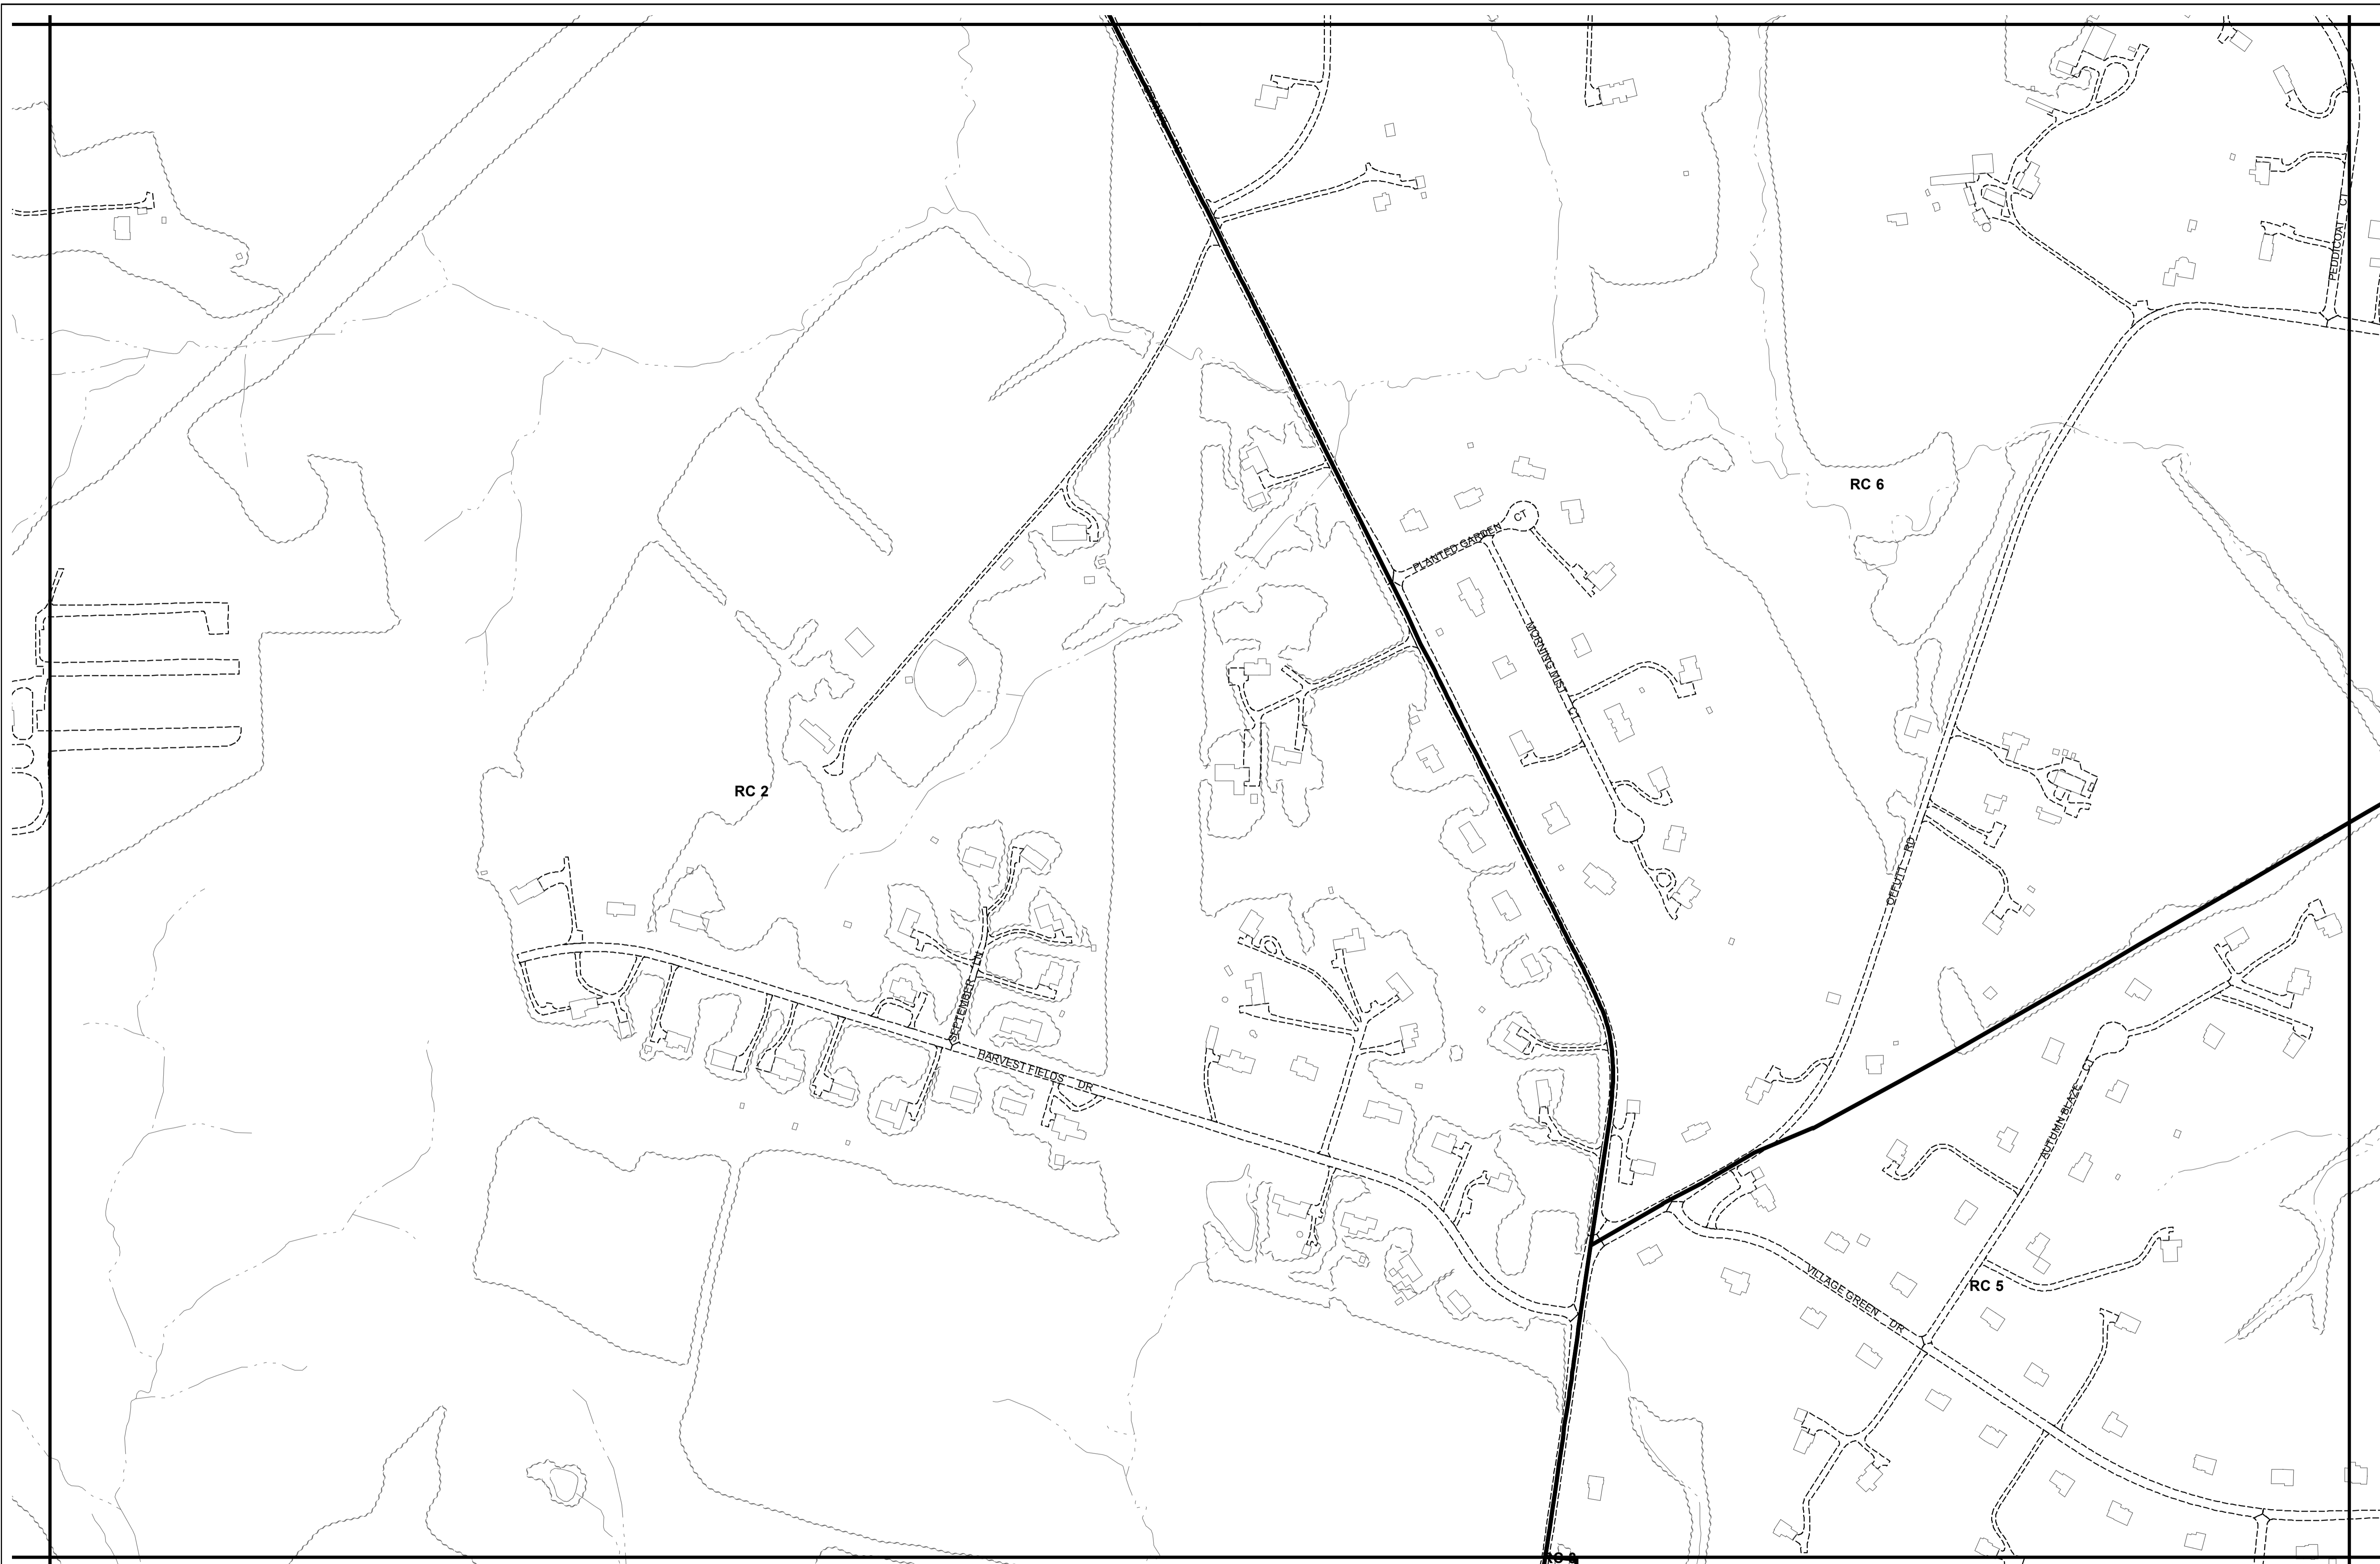 PEDDICOAT CT
RC 6
PLANTED GARDEN CT
MORNING MIST CT
RC 2
OFFUTT RD
SEPTEMBER LN
HARVEST FIELDS DR
AUTUMN BLAZE CT
RC 5
VILLAGE GREEN DR